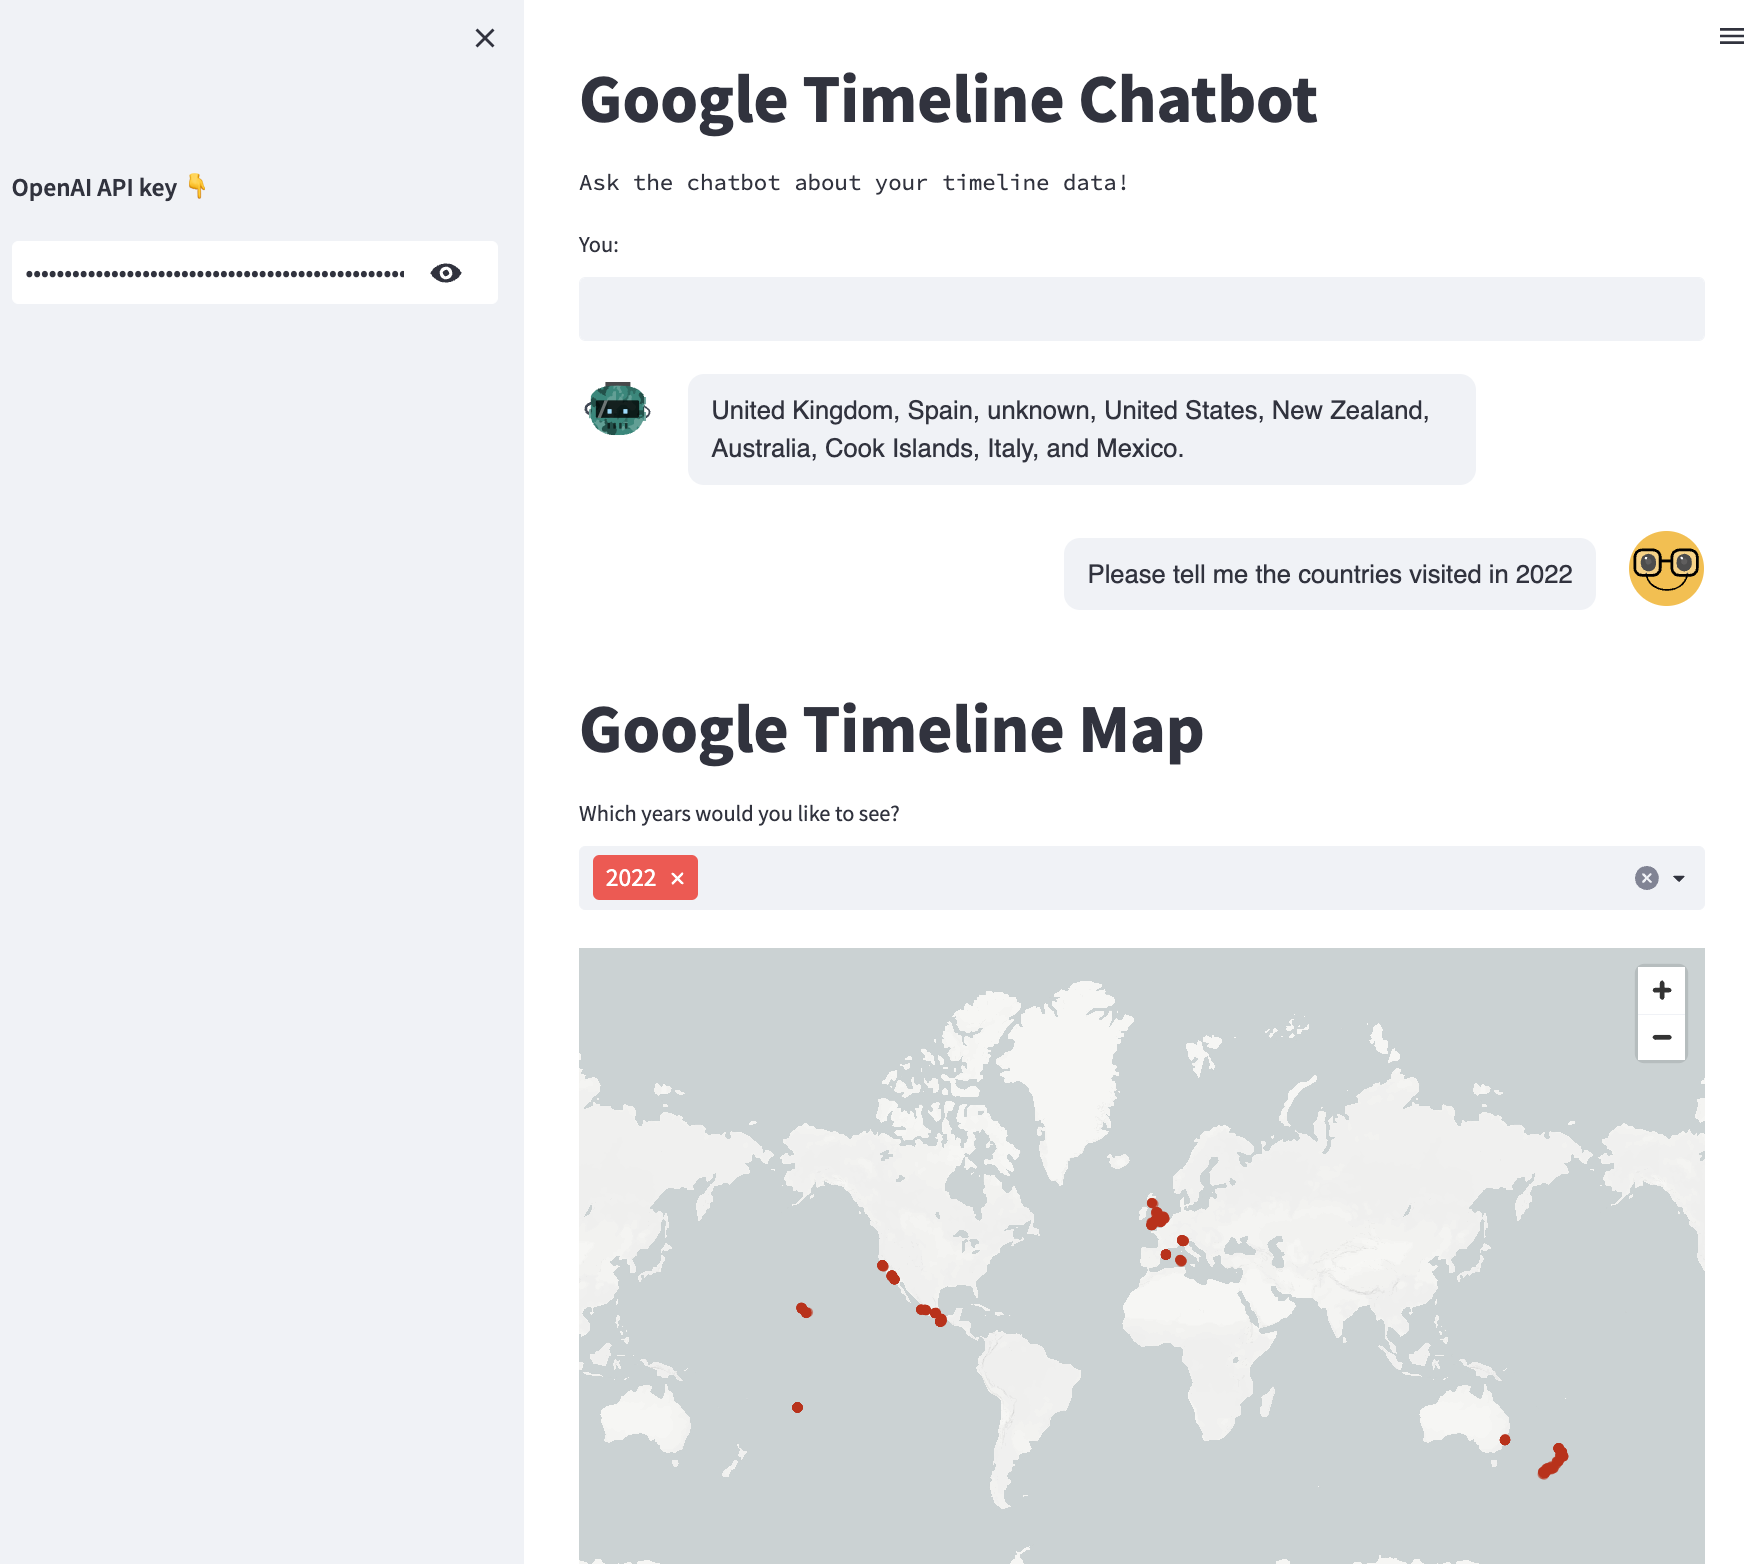 OpenAI API key 👇
••••••••••••••••••••••••••••••••••••••••••••••••••
Google Timeline Chatbot
Ask the chatbot about your timeline data!
You:
United Kingdom, Spain, unknown, United States, New Zealand,
Australia, Cook Islands, Italy, and Mexico.
Please tell me the countries visited in 2022
Google Timeline Map
Which years would you like to see?
2022